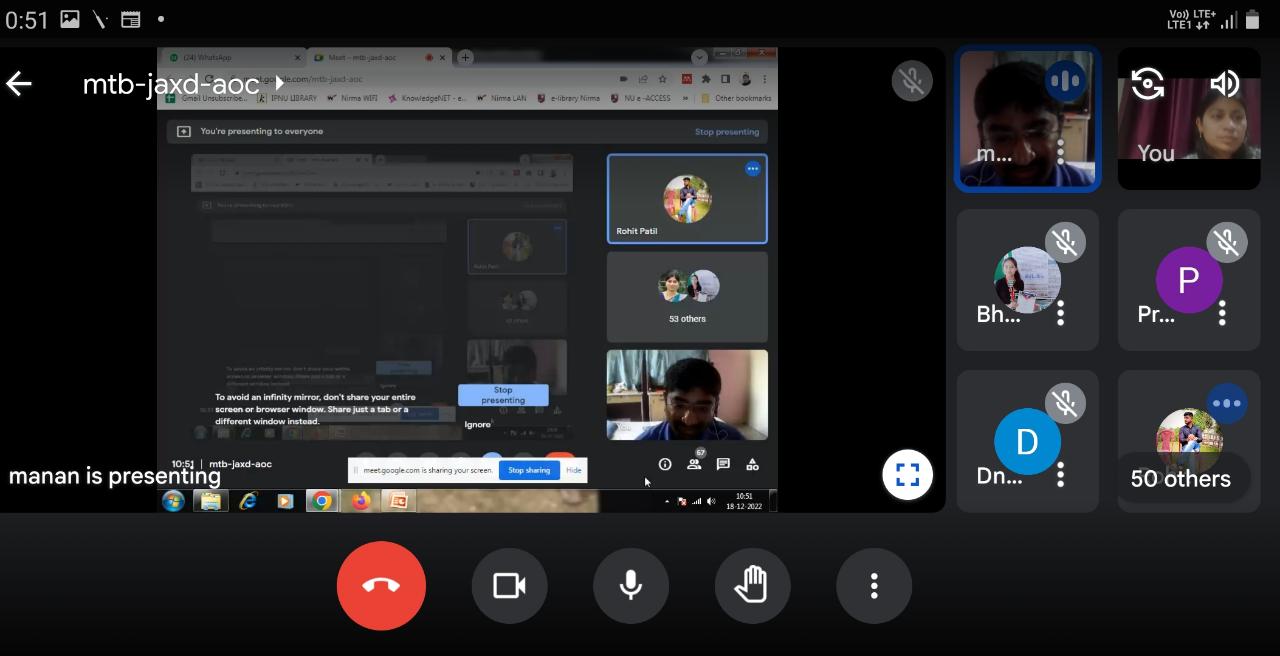 0:51
Vo)) LTE+
LTE1
mtb-jaxd-aoc
(24) WhatsApp
Meet – mtb-jaxd-aoc
meet.google.com/mtb-jaxd-aoc
Gmail Unsubscribe...
IPNU LIBRARY
Nirma WIFI
KnowledgeNET - e...
Nirma LAN
e-library Nirma
NU e -ACCESS
»
Other bookmarks
You're presenting to everyone
Stop presenting
Rohit Patil
53 others
To avoid an infinity mirror, don't share your entire
screen or browser window. Share just a tab or a
different window instead.
Stop
presenting
Ignore
You
10:51 | mtb-jaxd-aoc
67
meet.google.com is sharing your screen.
Stop sharing
Hide
10:51
18-12-2022
manan is presenting
m...
You
Bh...
P
Pr...
D
Dn...
50 others